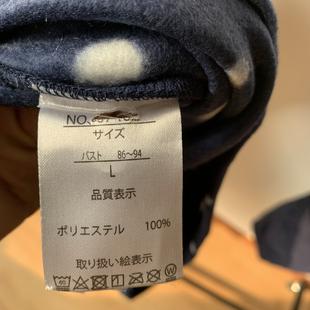 NO.
サイズ
バスト 86〜94
L
品質表示
ポリエステル 100%
取り扱い絵表示